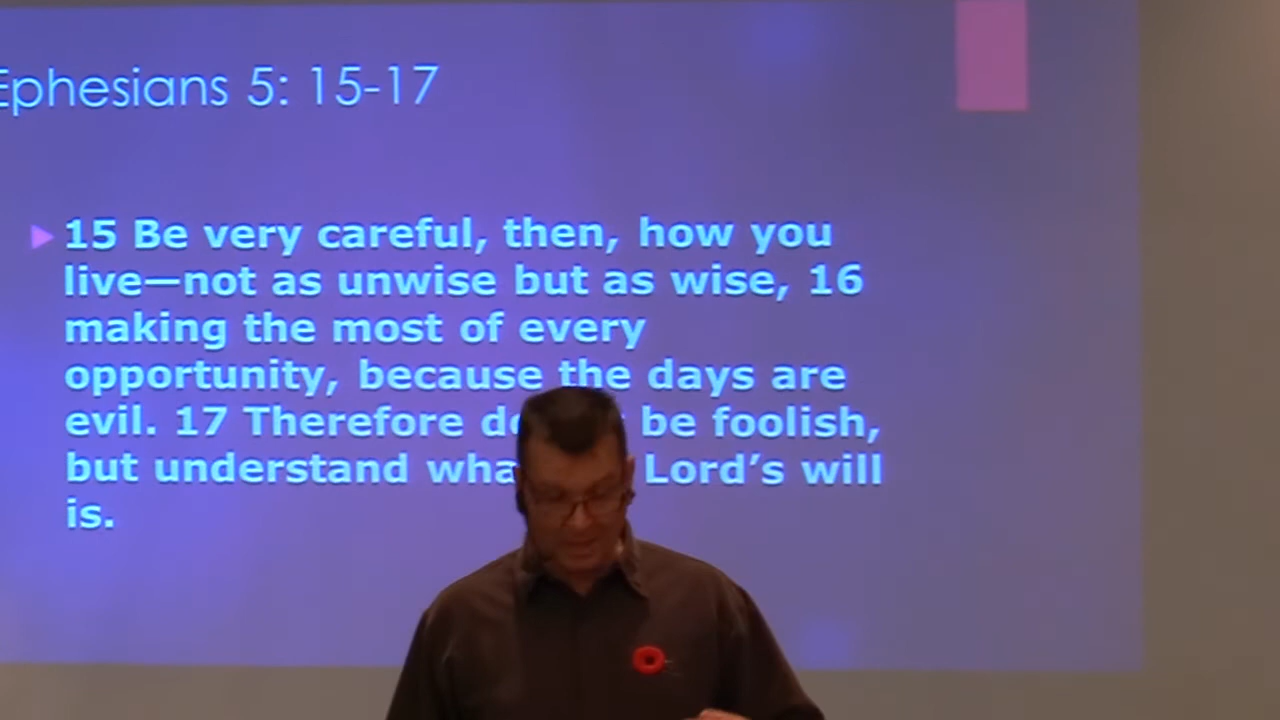 Ephesians 5: 15-17
15 Be very careful, then, how you
live—not as unwise but as wise, 16
making the most of every
opportunity, because the days are
evil. 17 Therefore be foolish,
but understand Lord’s will
is.